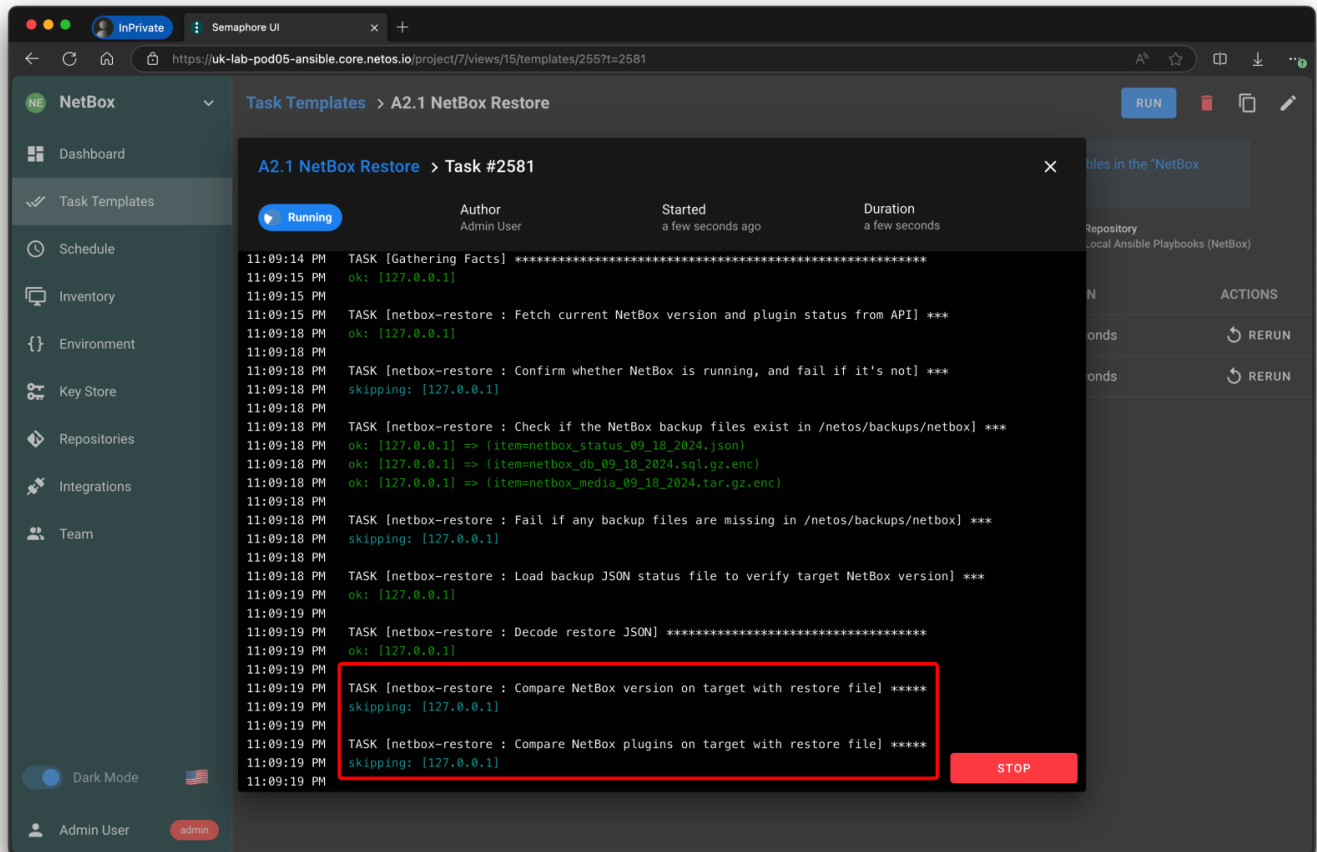 InPrivate
Semaphore UI
https://uk-lab-pod05-ansible.core.netos.io/project/7/views/15/templates/255?t=2581
NE NetBox
Task Templates > A2.1 NetBox Restore
RUN
Dashboard
Task Templates
Schedule
Inventory
Environment
Key Store
Repositories
Integrations
Team
Dark Mode
Admin User admin
bles in the "NetBox
Repository
Local Ansible Playbooks (NetBox)
N ACTIONS
onds RERUN
onds RERUN
A2.1 NetBox Restore > Task #2581
Running
Author
Admin User
Started
a few seconds ago
Duration
a few seconds
11:09:14 PM TASK [Gathering Facts] *********************************************************
11:09:15 PM ok: [127.0.0.1]
11:09:15 PM
11:09:15 PM TASK [netbox-restore : Fetch current NetBox version and plugin status from API] ***
11:09:18 PM ok: [127.0.0.1]
11:09:18 PM
11:09:18 PM TASK [netbox-restore : Confirm whether NetBox is running, and fail if it's not] ***
11:09:18 PM skipping: [127.0.0.1]
11:09:18 PM
11:09:18 PM TASK [netbox-restore : Check if the NetBox backup files exist in /netos/backups/netbox] ***
11:09:18 PM ok: [127.0.0.1] => (item=netbox_status_09_18_2024.json)
11:09:18 PM ok: [127.0.0.1] => (item=netbox_db_09_18_2024.sql.gz.enc)
11:09:18 PM ok: [127.0.0.1] => (item=netbox_media_09_18_2024.tar.gz.enc)
11:09:18 PM
11:09:18 PM TASK [netbox-restore : Fail if any backup files are missing in /netos/backups/netbox] ***
11:09:18 PM skipping: [127.0.0.1]
11:09:18 PM
11:09:18 PM TASK [netbox-restore : Load backup JSON status file to verify target NetBox version] ***
11:09:19 PM ok: [127.0.0.1]
11:09:19 PM
11:09:19 PM TASK [netbox-restore : Decode restore JSON] ************************************
11:09:19 PM ok: [127.0.0.1]
11:09:19 PM
11:09:19 PM TASK [netbox-restore : Compare NetBox version on target with restore file] *****
11:09:19 PM skipping: [127.0.0.1]
11:09:19 PM
11:09:19 PM TASK [netbox-restore : Compare NetBox plugins on target with restore file] *****
11:09:19 PM skipping: [127.0.0.1]
11:09:19 PM
STOP